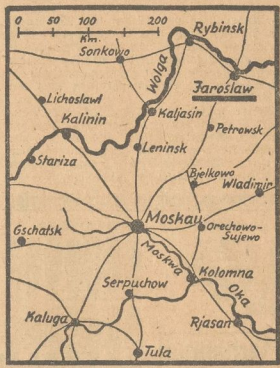 0 50 100 200
Km.
Rybinsk
Sonkowo
Wolga
Jaroslaw
Lichoslawl
Kaljasin
Kalinin
Petrowsk
Leninsk
Stariza
Bjelkowo
Wladimir
Moskau
Gschatsk
Orechowo-
Sujewo
Moskwa
Kolomna
Serpuchow
Oka
Kaluga
Rjasan
Tula